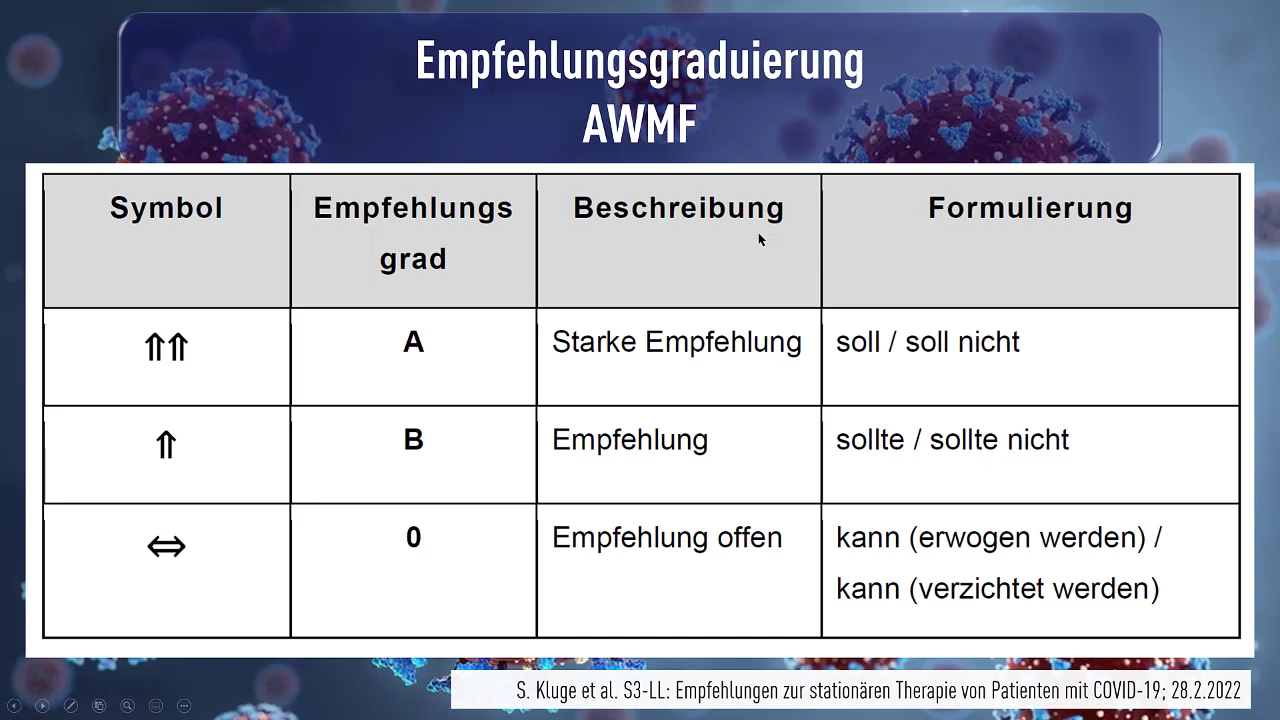 Empfehlungsgraduierung
AWMF
Symbol
Empfehlungs
grad
Beschreibung
Formulierung
⇑⇑
A
Starke Empfehlung
soll / soll nicht
⇑
B
Empfehlung
sollte / sollte nicht
⇔
0
Empfehlung offen
kann (erwogen werden) /
kann (verzichtet werden)
S. Kluge et al. S3-LL: Empfehlungen zur stationären Therapie von Patienten mit COVID-19; 28.2.2022